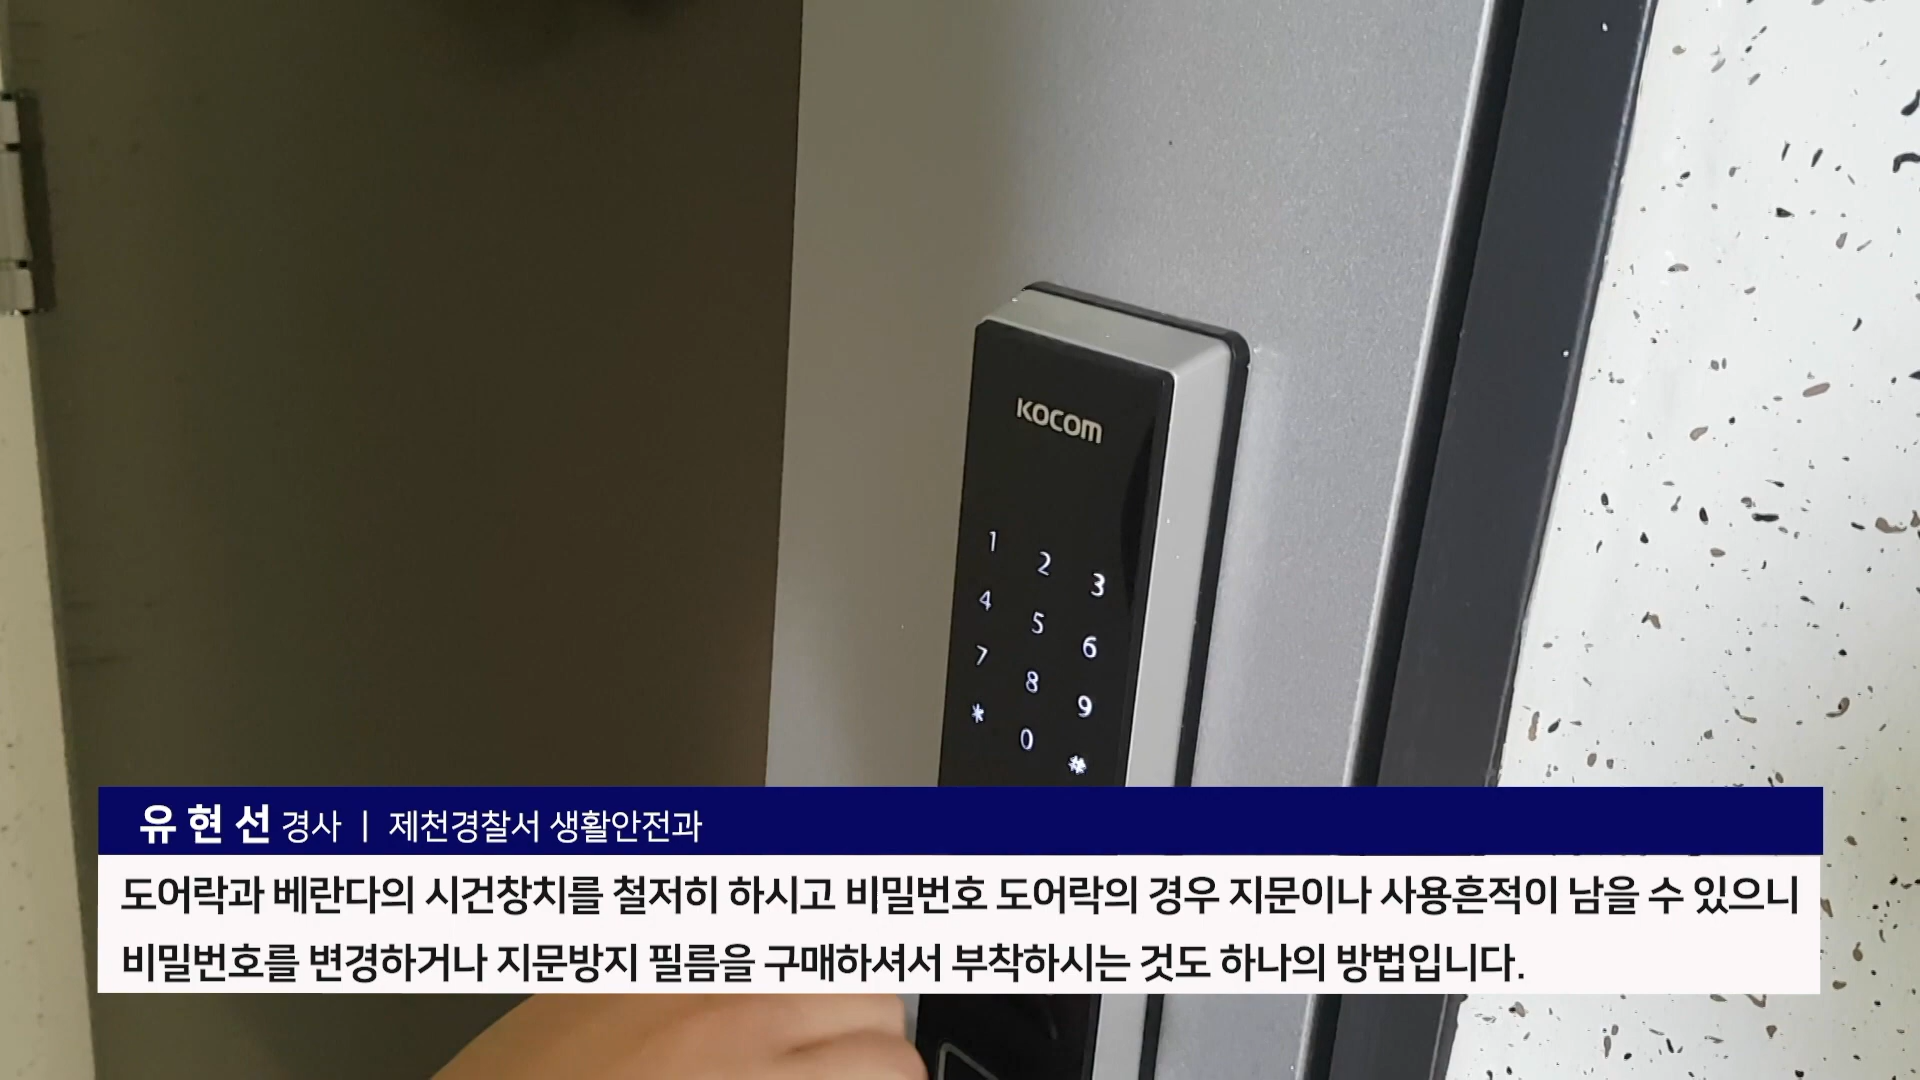 KOCOM
1 2 3
4 5 6
7 8 9
* 0 *
유현선 경사 | 제천경찰서 생활안전과
도어락과 베란다의 시건창치를 철저히 하시고 비밀번호 도어락의 경우 지문이나 사용흔적이 남을 수 있으니
비밀번호를 변경하거나 지문방지 필름을 구매하셔서 부착하시는 것도 하나의 방법입니다.